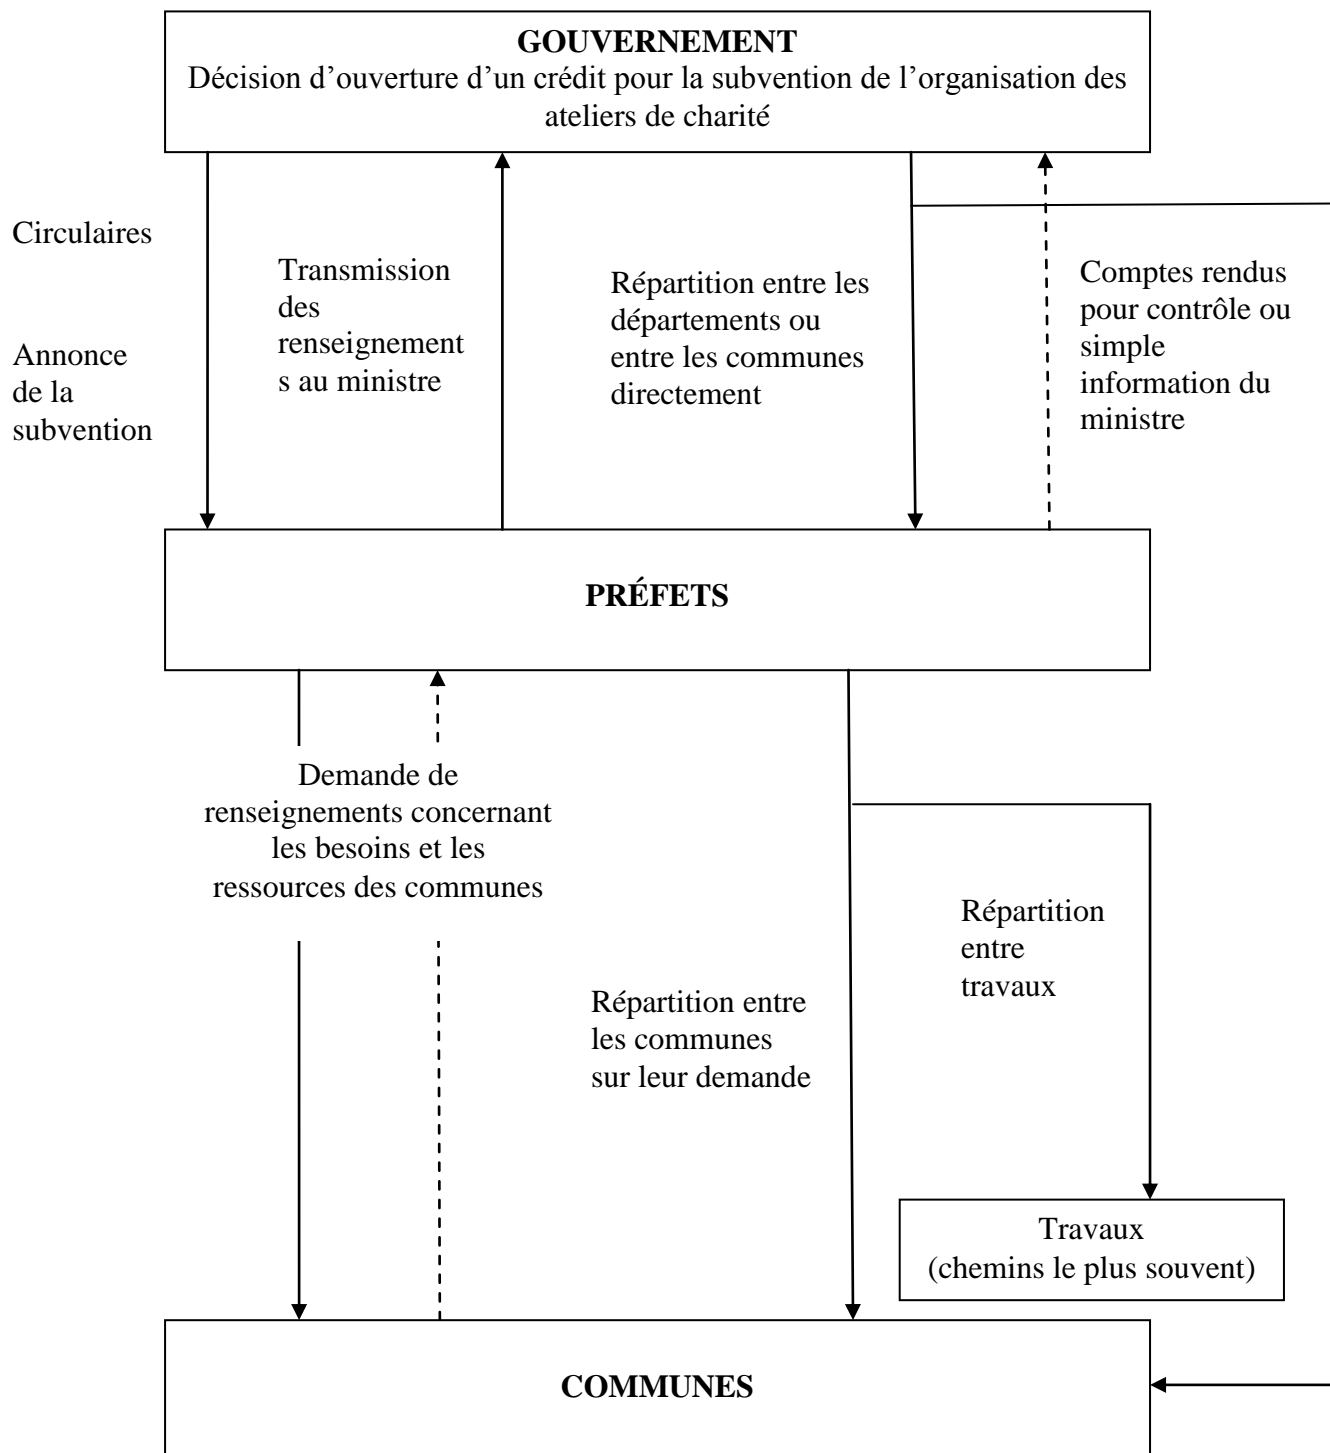 GOUVERNEMENT
Décision d’ouverture d’un crédit pour la subvention de l’organisation des
ateliers de charité
Circulaires
Annonce
de la
subvention
Transmission
des
renseignement
s au ministre
Répartition entre les
départements ou
entre les communes
directement
Comptes rendus
pour contrôle ou
simple
information du
ministre
PRÉFETS
Demande de
renseignements concernant
les besoins et les
ressources des communes
Répartition entre
les communes
sur leur demande
Répartition
entre
travaux
Travaux
(chemins le plus souvent)
COMMUNES